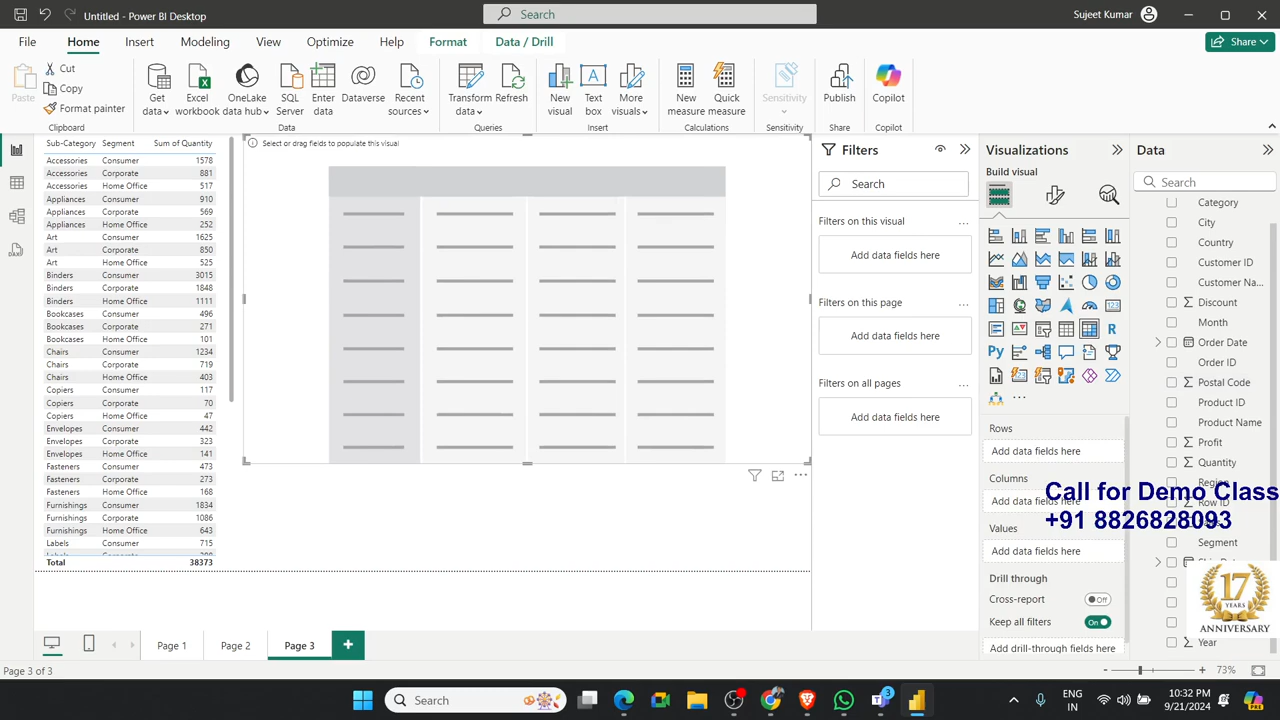 Untitled - Power BI Desktop
Search
Sujeet Kumar
File
Home
Insert
Modeling
View
Optimize
Help
Format
Data / Drill
Share
Paste
Cut
Copy
Format painter
Clipboard
Get data
Excel workbook
OneLake data hub
SQL Server
Enter data
Dataverse
Recent sources
Data
Transform data
Refresh
Queries
New visual
Text box
More visuals
Insert
New measure
Quick measure
Calculations
Sensitivity
Sensitivity
Publish
Share
Copilot
Copilot
Sub-Category Segment Sum of Quantity
Accessories Consumer 1578
Accessories Corporate 881
Accessories Home Office 517
Appliances Consumer 910
Appliances Corporate 569
Appliances Home Office 252
Art Consumer 1625
Art Corporate 850
Art Home Office 525
Binders Consumer 3015
Binders Corporate 1848
Binders Home Office 1111
Bookcases Consumer 496
Bookcases Corporate 271
Bookcases Home Office 101
Chairs Consumer 1234
Chairs Corporate 719
Chairs Home Office 403
Copiers Consumer 117
Copiers Corporate 70
Copiers Home Office 47
Envelopes Consumer 442
Envelopes Corporate 323
Envelopes Home Office 141
Fasteners Consumer 473
Fasteners Corporate 273
Fasteners Home Office 168
Furnishings Consumer 1834
Furnishings Corporate 1086
Furnishings Home Office 643
Labels Consumer 715
Total 38373
Select or drag fields to populate this visual
Filters
Search
Filters on this visual
Add data fields here
Filters on this page
Add data fields here
Filters on all pages
Add data fields here
Visualizations
Build visual
Rows
Add data fields here
Columns
Add data fields
Values
Add data fields here
Drill through
Cross-report
Off
Keep all filters
On
Add drill-through fields here
Data
Search
Category
City
Country
Customer ID
Customer Na...
Discount
Month
Order Date
Order ID
Postal Code
Product ID
Product Name
Profit
Quantity
Region
Row ID
Segment
Year
Call for Demo Class
+91 8826828093
17
YEARS
ANNIVERSARY
Page 1
Page 2
Page 3
Page 3 of 3
73%
Search
3
ENG
IN
10:32 PM
9/21/2024